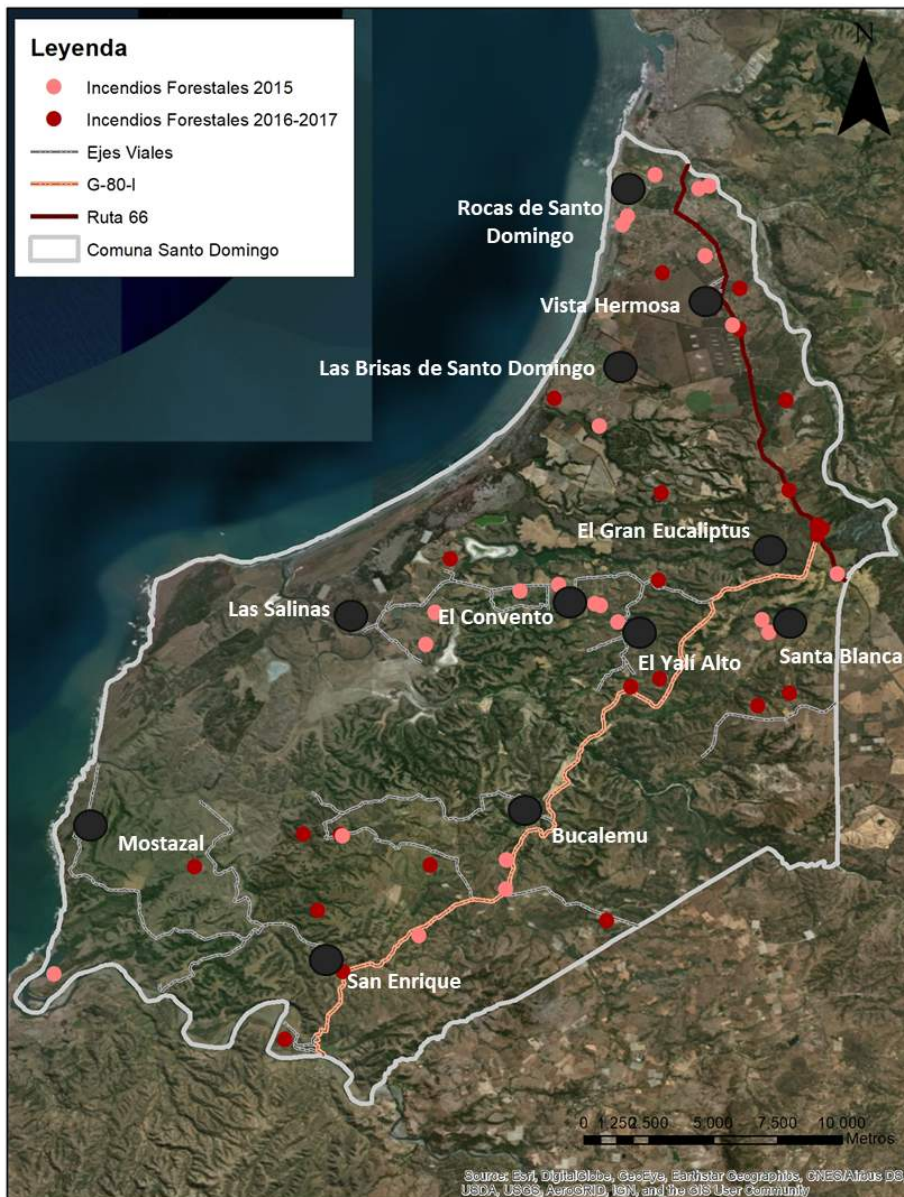 Leyenda
Incendios Forestales 2015
Incendios Forestales 2016-2017
Ejes Viales
G-80-I
Ruta 66
Comuna Santo Domingo
N
Rocas de Santo
Domingo
Vista Hermosa
Las Brisas de Santo Domingo
El Gran Eucaliptus
Las Salinas
El Convento
El Yalí Alto
Santa Blanca
Mostazal
Bucalemu
San Enrique
0 1.250 2.500 5.000 7.500 10.000
Metros
Source: Esri, DigitalGlobe, GeoEye, Earthstar Geographics, CNES/Airbus DS,
USDA, USGS, AeroGRID, IGN, and the GIS User Community